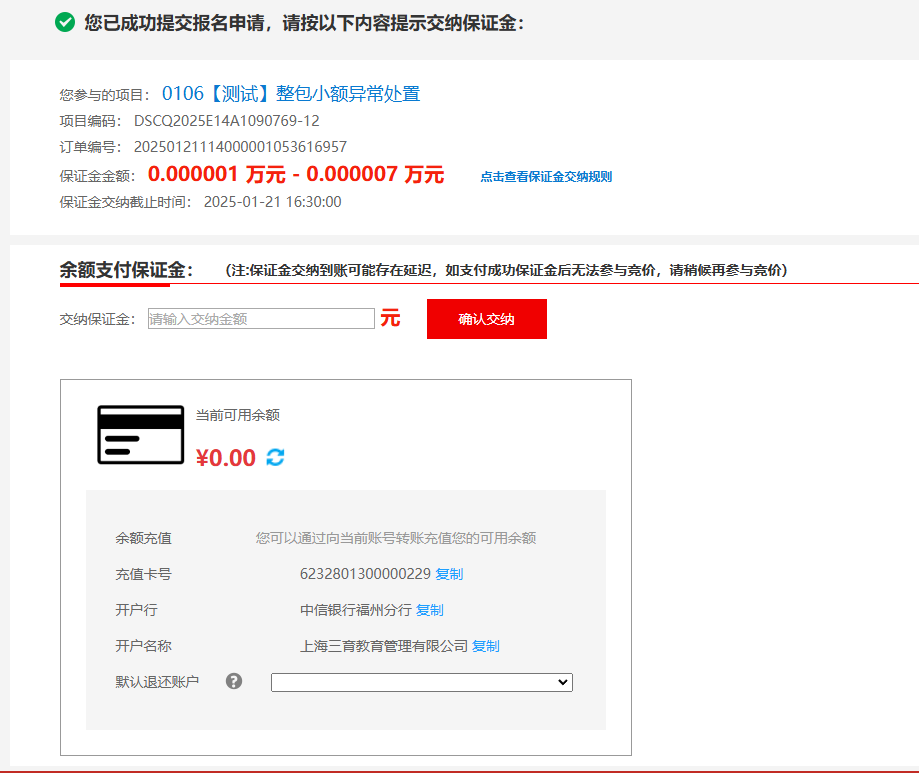 您已成功提交报名申请，请按以下内容提示交纳保证金：
您参与的项目： 0106【测试】整包小额异常处置
项目编码： DSCQ2025E14A1090769-12
订单编号： 20250121114000001053616957
保证金金额： 0.000001 万元 - 0.000007 万元 点击查看保证金交纳规则
保证金交纳截止时间： 2025-01-21 16:30:00
余额支付保证金： （注:保证金交纳到账可能存在延迟，如支付成功保证金后无法参与竞价，请稍候再参与竞价）
交纳保证金： 请输入交纳金额 元 确认交纳
当前可用余额
¥0.00
余额充值 您可以通过向当前账号转账充值您的可用余额
充值卡号 6232801300000229 复制
开户行 中信银行福州分行 复制
开户名称 上海三育教育管理有限公司 复制
默认退还账户 ?